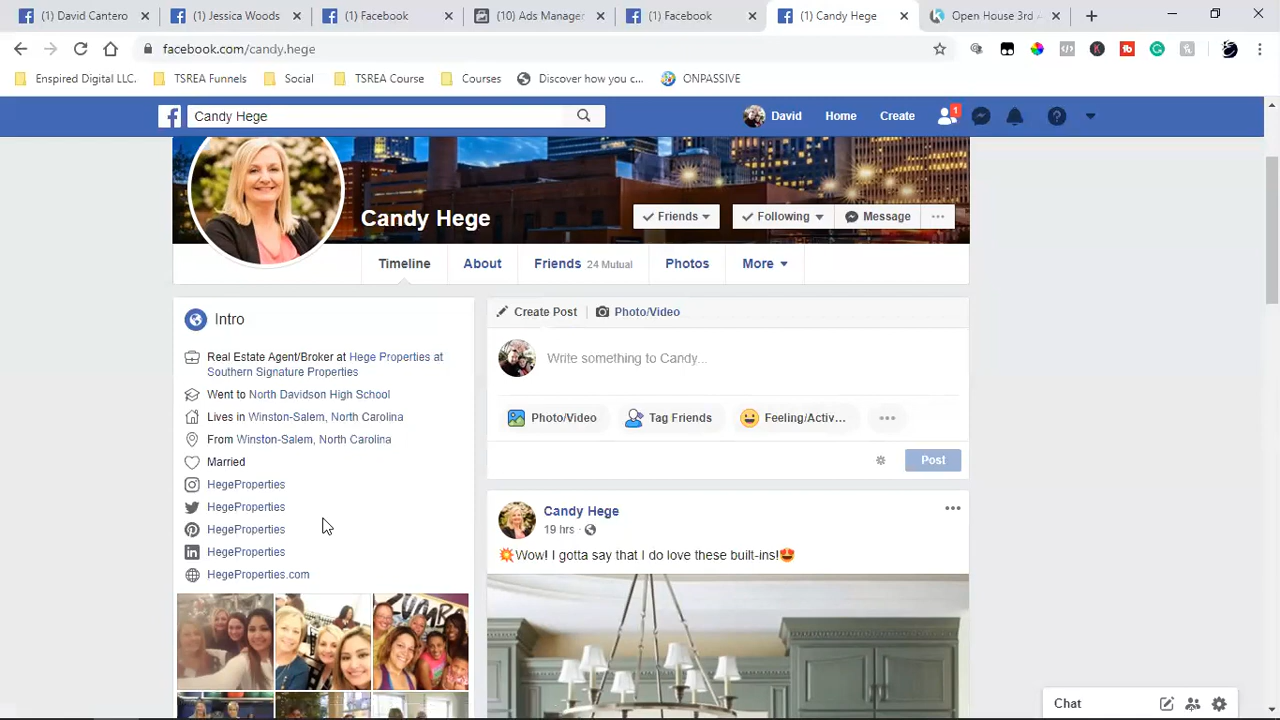 (1) David Cantero
(1) Jessica Woods
(1) Facebook
(10) Ads Manager
(1) Facebook
(1) Candy Hege
Open House 3rd A
facebook.com/candy.hege
Enspired Digital LLC.
TSREA Funnels
Social
TSREA Course
Courses
Discover how you c...
ONPASSIVE
Candy Hege
David
Home
Create
1
Candy Hege
Friends
Following
Message
Timeline
About
Friends 24 Mutual
Photos
More
Intro
Real Estate Agent/Broker at Hege Properties at
Southern Signature Properties
Went to North Davidson High School
Lives in Winston-Salem, North Carolina
From Winston-Salem, North Carolina
Married
HegeProperties
HegeProperties
HegeProperties
HegeProperties
HegeProperties.com
Create Post
Photo/Video
Write something to Candy...
Photo/Video
Tag Friends
Feeling/Activ...
Post
Candy Hege
19 hrs ·
💥Wow! I gotta say that I do love these built-ins!😍
ZUMBA
Chat